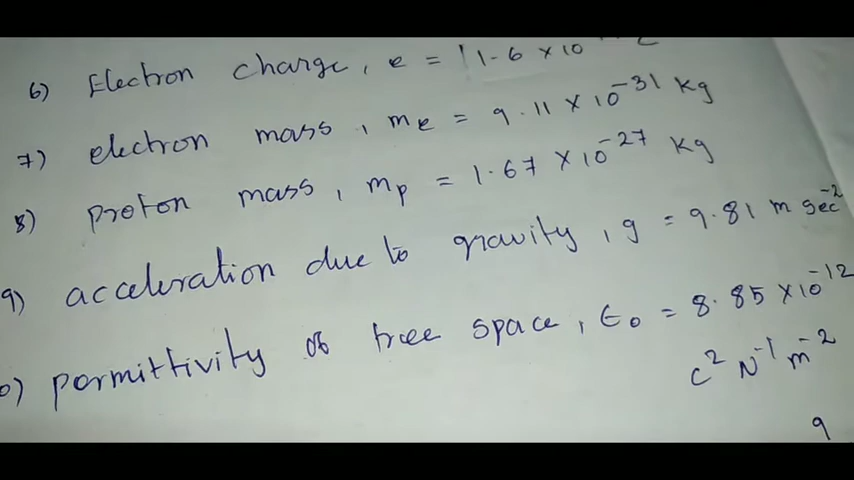 6) Electron charge, e = 1.6 × 10
7) electron mass, me = 9.11 × 10⁻³¹ kg
8) proton mass, mp = 1.67 × 10⁻²⁷ kg
9) acceleration due to gravity, g = 9.81 m sec⁻²
0) permittivity of free space, ε₀ = 8.85 × 10⁻¹²
C² N⁻¹ m⁻²
9